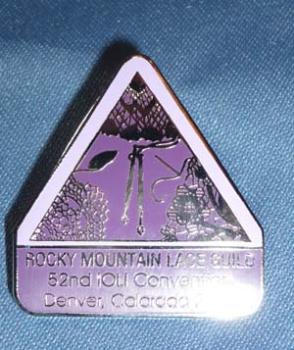 ROCKY MOUNTAIN LACE GUILD
52nd IOLI Convention
Denver, Colorado